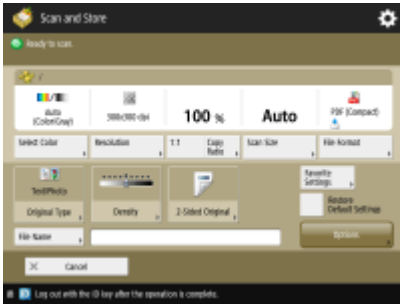 Scan and Store
Ready to scan.
/
Auto
(Color/Gray)
300x300 dpi
100 %
Auto
PDF (Compact)
Select Color
Resolution
1:1
Copy
Ratio
Scan Size
File Format
Text/Photo
Original Type
Density
2-Sided Original
Favorite
Settings
Restore
Default Settings
File Name
Options
Cancel
ID Log out with the ID key after the operation is complete.